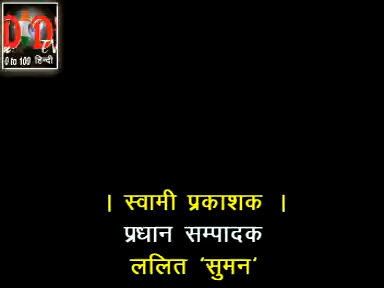 0 to 100 हिन्दी
। स्वामी प्रकाशक ।
प्रधान सम्पादक
ललित ‘सुमन’